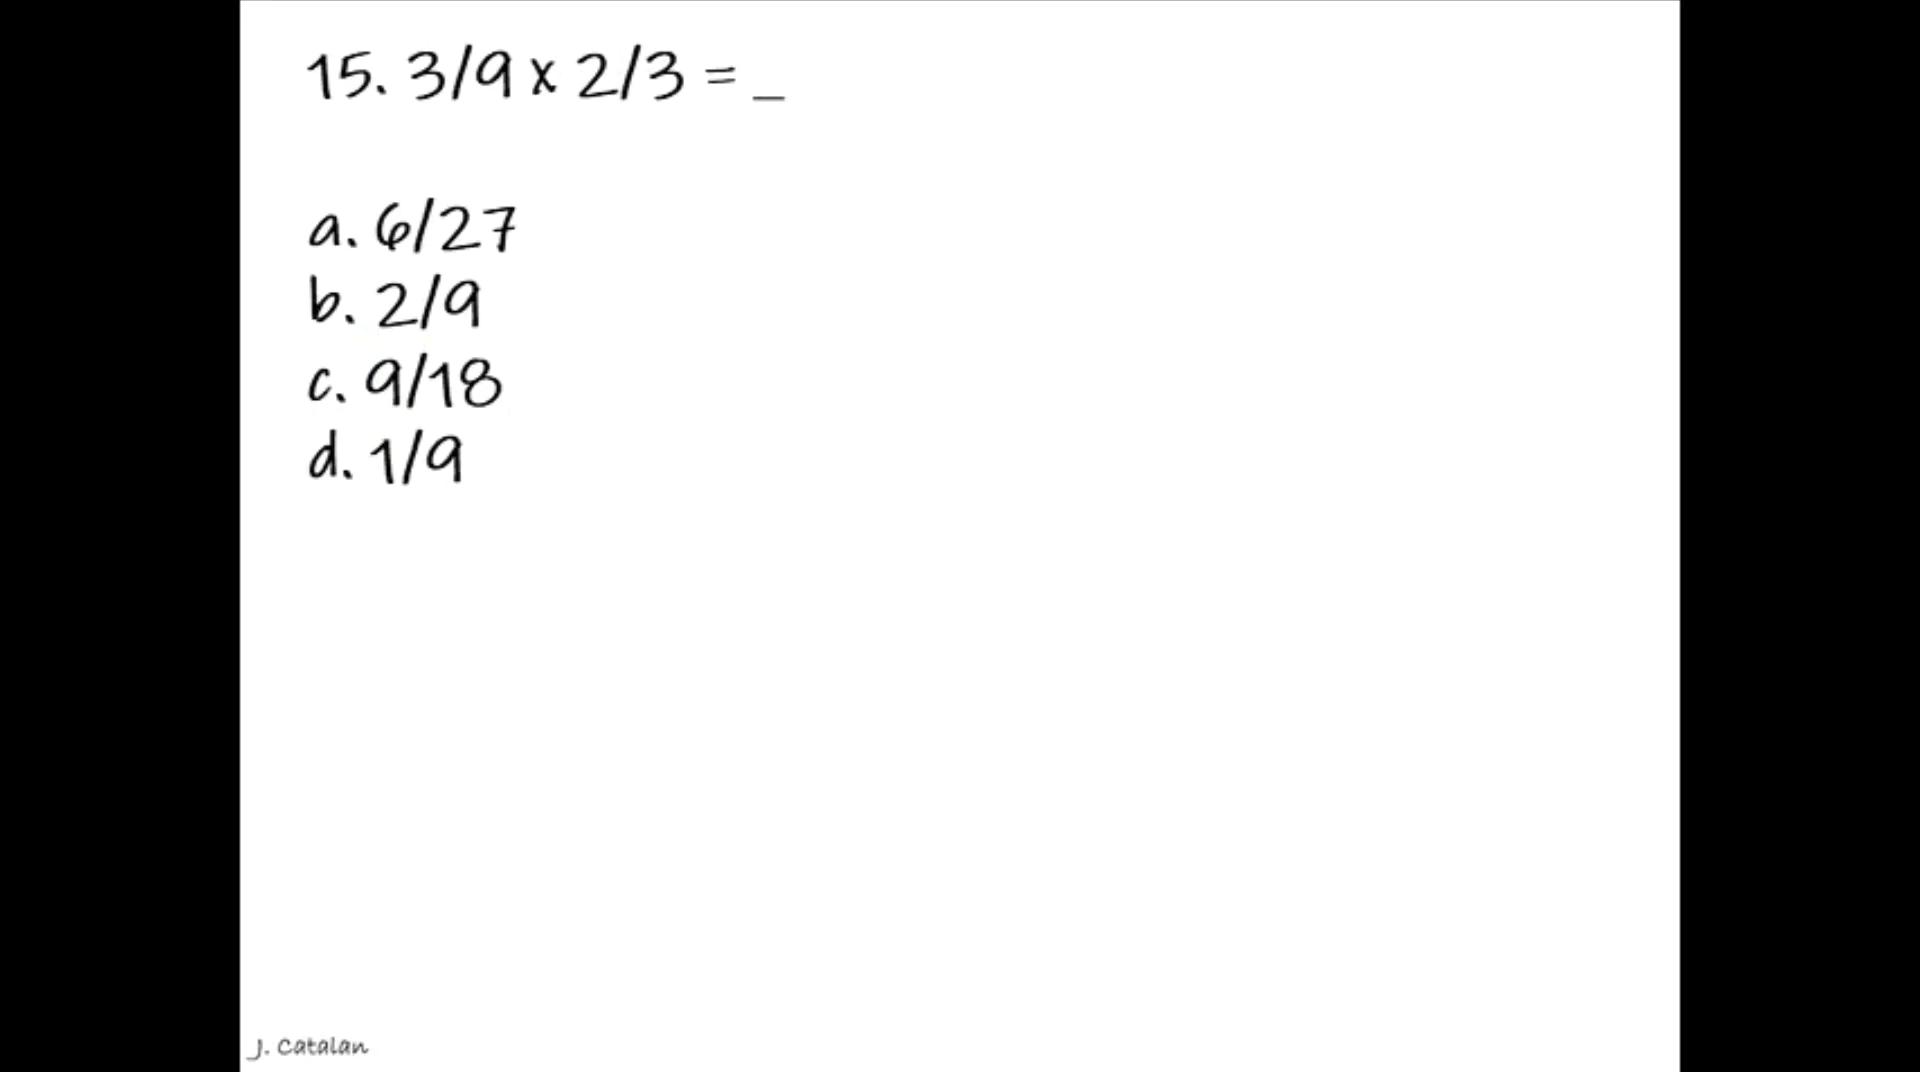 15. 3/9 x 2/3 = _
a. 6/27
b. 2/9
c. 9/18
d. 1/9
J. Catalan